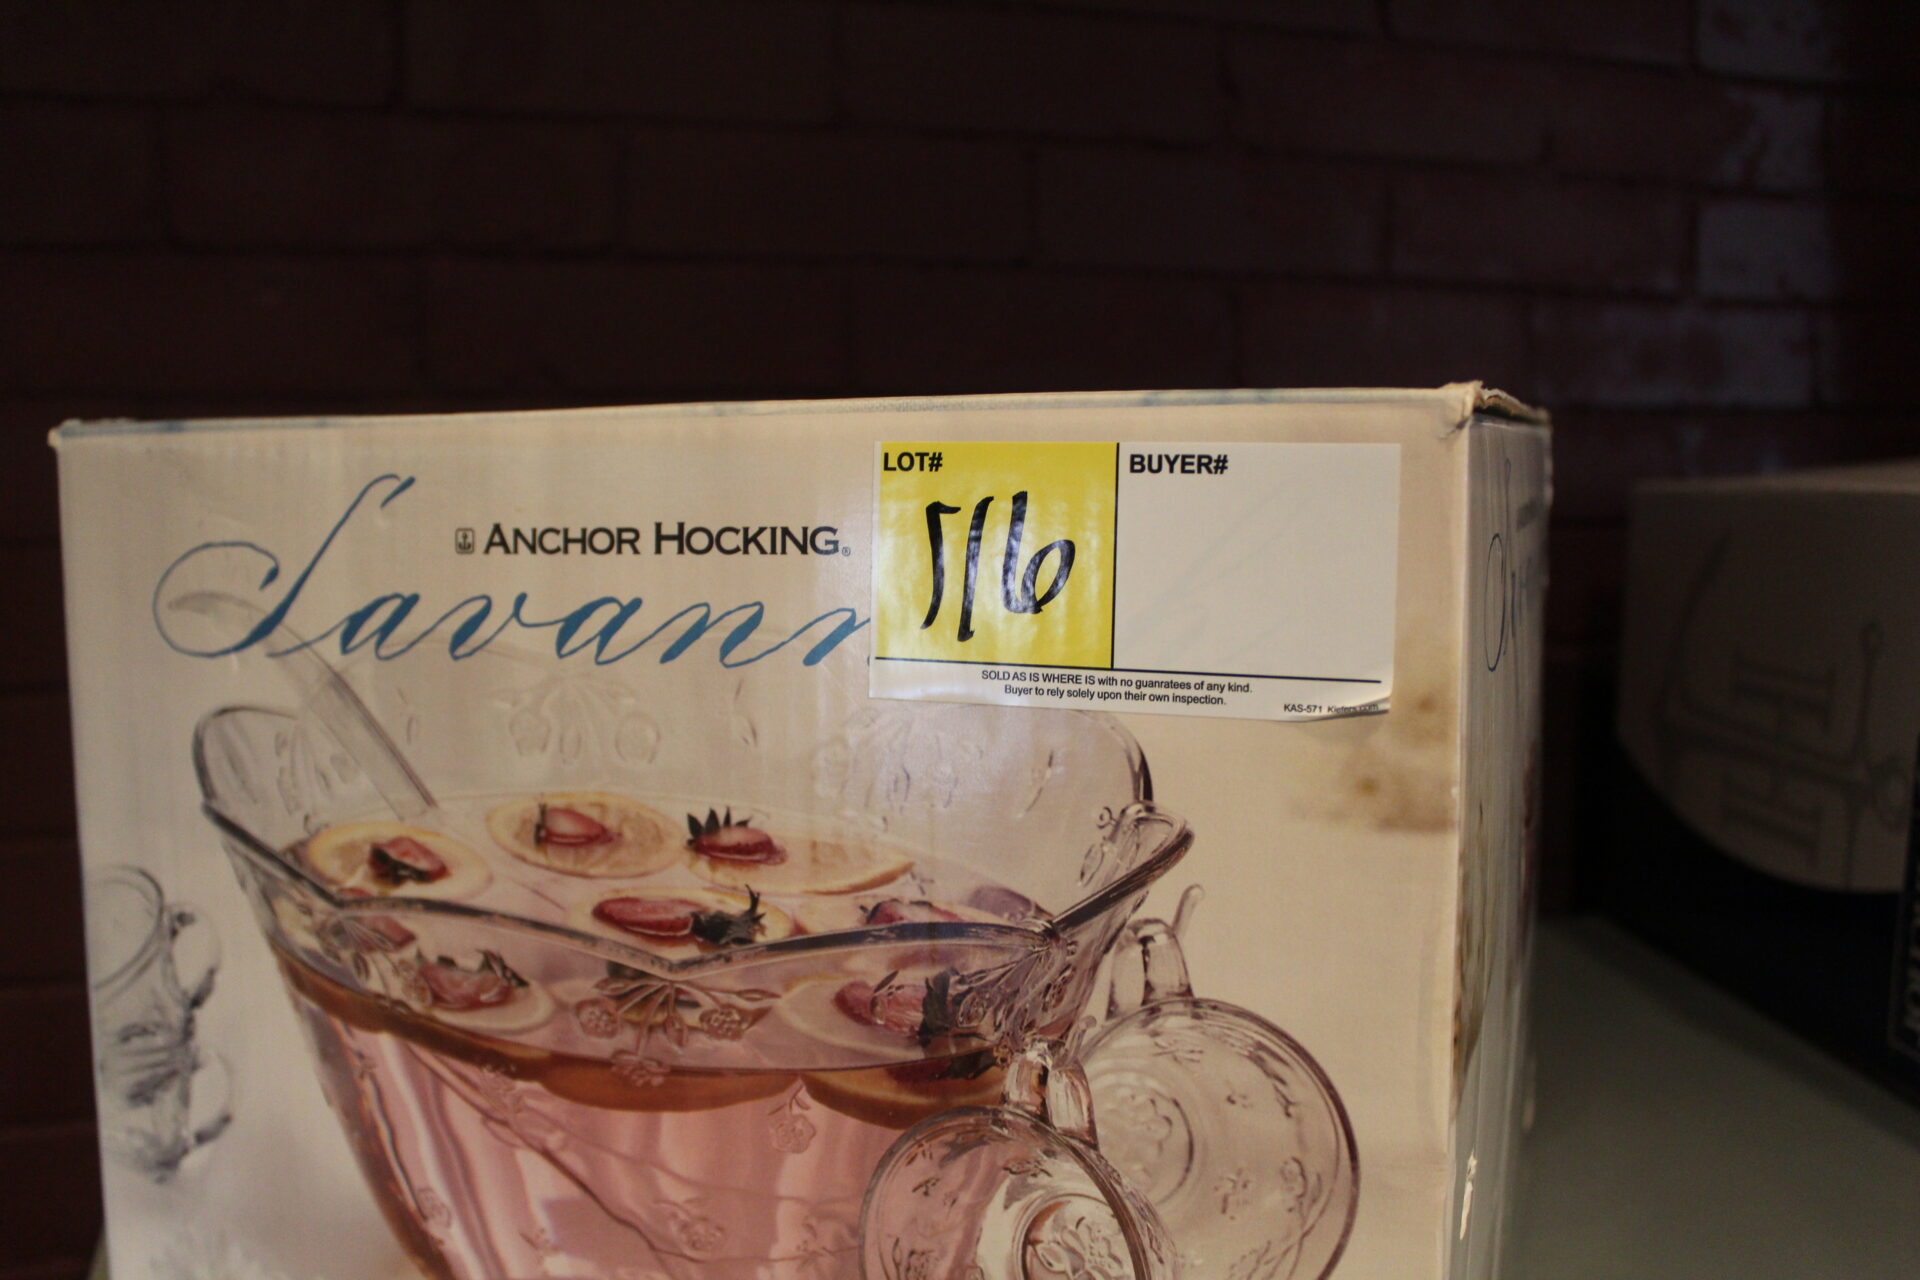 ANCHOR HOCKING®
Savann
LOT#
516
BUYER#
SOLD AS IS WHERE IS with no guanratees of any kind.
Buyer to rely solely upon their own inspection.
KAS-571 Kiefers.com